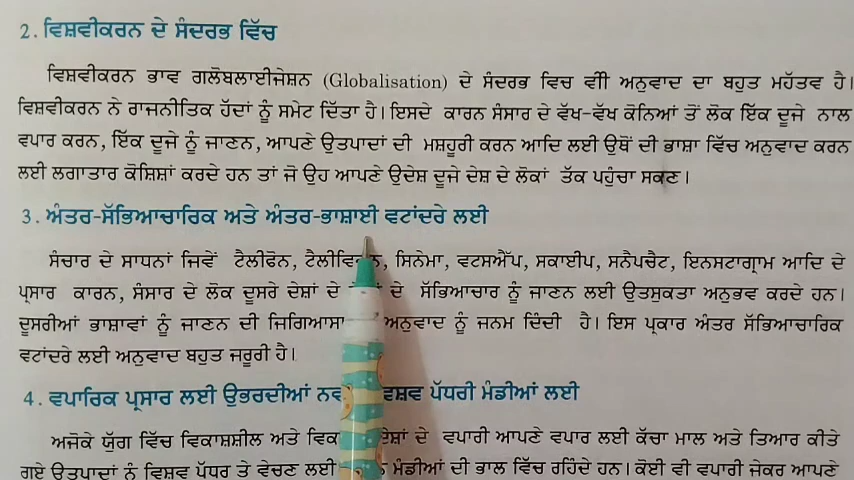 2. ਵਿਸ਼ਵੀਕਰਨ ਦੇ ਸੰਦਰਭ ਵਿੱਚ
ਵਿਸ਼ਵੀਕਰਨ ਭਾਵ ਗਲੋਬਲਾਈਜੇਸ਼ਨ (Globalisation) ਦੇ ਸੰਦਰਭ ਵਿਚ ਵੀੀ ਅਨੁਵਾਦ ਦਾ ਬਹੁਤ ਮਹੱਤਵ ਹੈ।
ਵਿਸ਼ਵੀਕਰਨ ਨੇ ਰਾਜਨੀਤਿਕ ਹੱਦਾਂ ਨੂੰ ਸਮੇਟ ਦਿੱਤਾ ਹੈ। ਇਸਦੇ ਕਾਰਨ ਸੰਸਾਰ ਦੇ ਵੱਖ-ਵੱਖ ਕੋਨਿਆਂ ਤੋਂ ਲੋਕ ਇੱਕ ਦੂਜੇ ਨਾਲ
ਵਪਾਰ ਕਰਨ, ਇੱਕ ਦੂਜੇ ਨੂੰ ਜਾਣਨ, ਆਪਣੇ ਉਤਪਾਦਾਂ ਦੀ ਮਸ਼ਹੂਰੀ ਕਰਨ ਆਦਿ ਲਈ ਉਥੋਂ ਦੀ ਭਾਸ਼ਾ ਵਿੱਚ ਅਨੁਵਾਦ ਕਰਨ
ਲਈ ਲਗਾਤਾਰ ਕੋਸ਼ਿਸ਼ਾਂ ਕਰਦੇ ਹਨ ਤਾਂ ਜੋ ਉਹ ਆਪਣੇ ਉਦੇਸ਼ ਦੂਜੇ ਦੇਸ਼ ਦੇ ਲੋਕਾਂ ਤੱਕ ਪਹੁੰਚਾ ਸਕਣ।
3. ਅੰਤਰ-ਸੱਭਿਆਚਾਰਿਕ ਅਤੇ ਅੰਤਰ-ਭਾਸ਼ਾਈ ਵਟਾਂਦਰੇ ਲਈ
ਸੰਚਾਰ ਦੇ ਸਾਧਨਾਂ ਜਿਵੇਂ ਟੈਲੀਫੋਨ, ਟੈਲੀਵਿਜ਼ਨ, ਸਿਨੇਮਾ, ਵਟਸਐੱਪ, ਸਕਾਈਪ, ਸਨੈਪਚੈਟ, ਇਨਸਟਾਗ੍ਰਾਮ ਆਦਿ ਦੇ
ਪ੍ਰਸਾਰ ਕਾਰਨ, ਸੰਸਾਰ ਦੇ ਲੋਕ ਦੂਸਰੇ ਦੇਸ਼ਾਂ ਦੇ ਦੇ ਸੱਭਿਆਚਾਰ ਨੂੰ ਜਾਣਨ ਲਈ ਉਤਸੁਕਤਾ ਅਨੁਭਵ ਕਰਦੇ ਹਨ।
ਦੂਸਰੀਆਂ ਭਾਸ਼ਾਵਾਂ ਨੂੰ ਜਾਣਨ ਦੀ ਜਿਗਿਆਸਾ ਅਨੁਵਾਦ ਨੂੰ ਜਨਮ ਦਿੰਦੀ ਹੈ। ਇਸ ਪ੍ਰਕਾਰ ਅੰਤਰ ਸੱਭਿਆਚਾਰਿਕ
ਵਟਾਂਦਰੇ ਲਈ ਅਨੁਵਾਦ ਬਹੁਤ ਜਰੂਰੀ ਹੈ।
4. ਵਪਾਰਿਕ ਪ੍ਰਸਾਰ ਲਈ ਉਭਰਦੀਆਂ ਪੱਧਰੀ ਮੰਡੀਆਂ ਲਈ
ਅਜੋਕੇ ਯੁੱਗ ਵਿੱਚ ਵਿਕਾਸ਼ਸ਼ੀਲ ਅਤੇ ਦੇ ਵਪਾਰੀ ਆਪਣੇ ਵਪਾਰ ਲਈ ਕੱਚਾ ਮਾਲ ਅਤੇ ਤਿਆਰ ਕੀਤੇ
ਗਏ ਉਤਪਾਦਾਂ ਨੂੰ ਵਿਸ਼ਵ ਪੱਧਰ ਤੇ ਵੇਚਣ ਲਈ ਮੰਡੀਆਂ ਦੀ ਭਾਲ ਵਿੱਚ ਰਹਿੰਦੇ ਹਨ। ਕੋਈ ਵੀ ਵਪਾਰੀ ਜੇਕਰ ਆਪਣੇ